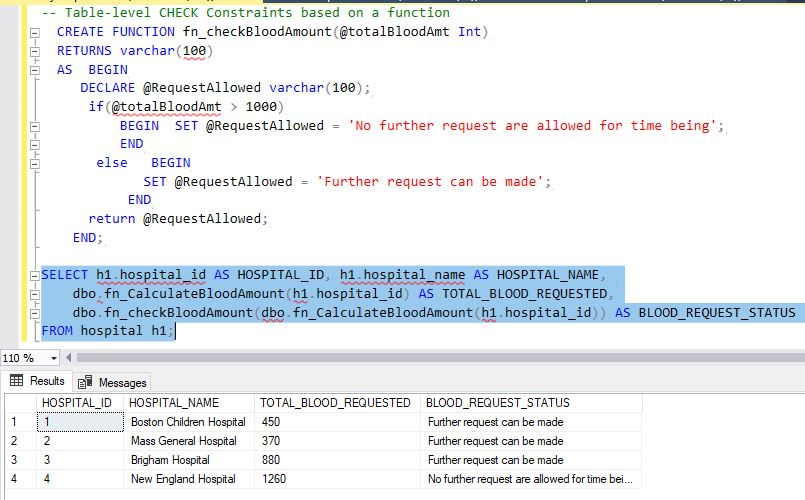 -- Table-level CHECK Constraints based on a function
CREATE FUNCTION fn_checkBloodAmount(@totalBloodAmt Int)
RETURNS varchar(100)
AS BEGIN
DECLARE @RequestAllowed varchar(100);
if(@totalBloodAmt > 1000)
BEGIN SET @RequestAllowed = 'No further request are allowed for time being';
END
else BEGIN
SET @RequestAllowed = 'Further request can be made';
END
return @RequestAllowed;
END;
SELECT h1.hospital_id AS HOSPITAL_ID, h1.hospital_name AS HOSPITAL_NAME,
dbo.fn_CalculateBloodAmount(h1.hospital_id) AS TOTAL_BLOOD_REQUESTED,
dbo.fn_checkBloodAmount(dbo.fn_CalculateBloodAmount(h1.hospital_id)) AS BLOOD_REQUEST_STATUS
FROM hospital h1;
110 %
Results Messages
HOSPITAL_ID HOSPITAL_NAME TOTAL_BLOOD_REQUESTED BLOOD_REQUEST_STATUS
1 1 Boston Children Hospital 450 Further request can be made
2 2 Mass General Hospital 370 Further request can be made
3 3 Brigham Hospital 880 Further request can be made
4 4 New England Hospital 1260 No further request are allowed for time bei...